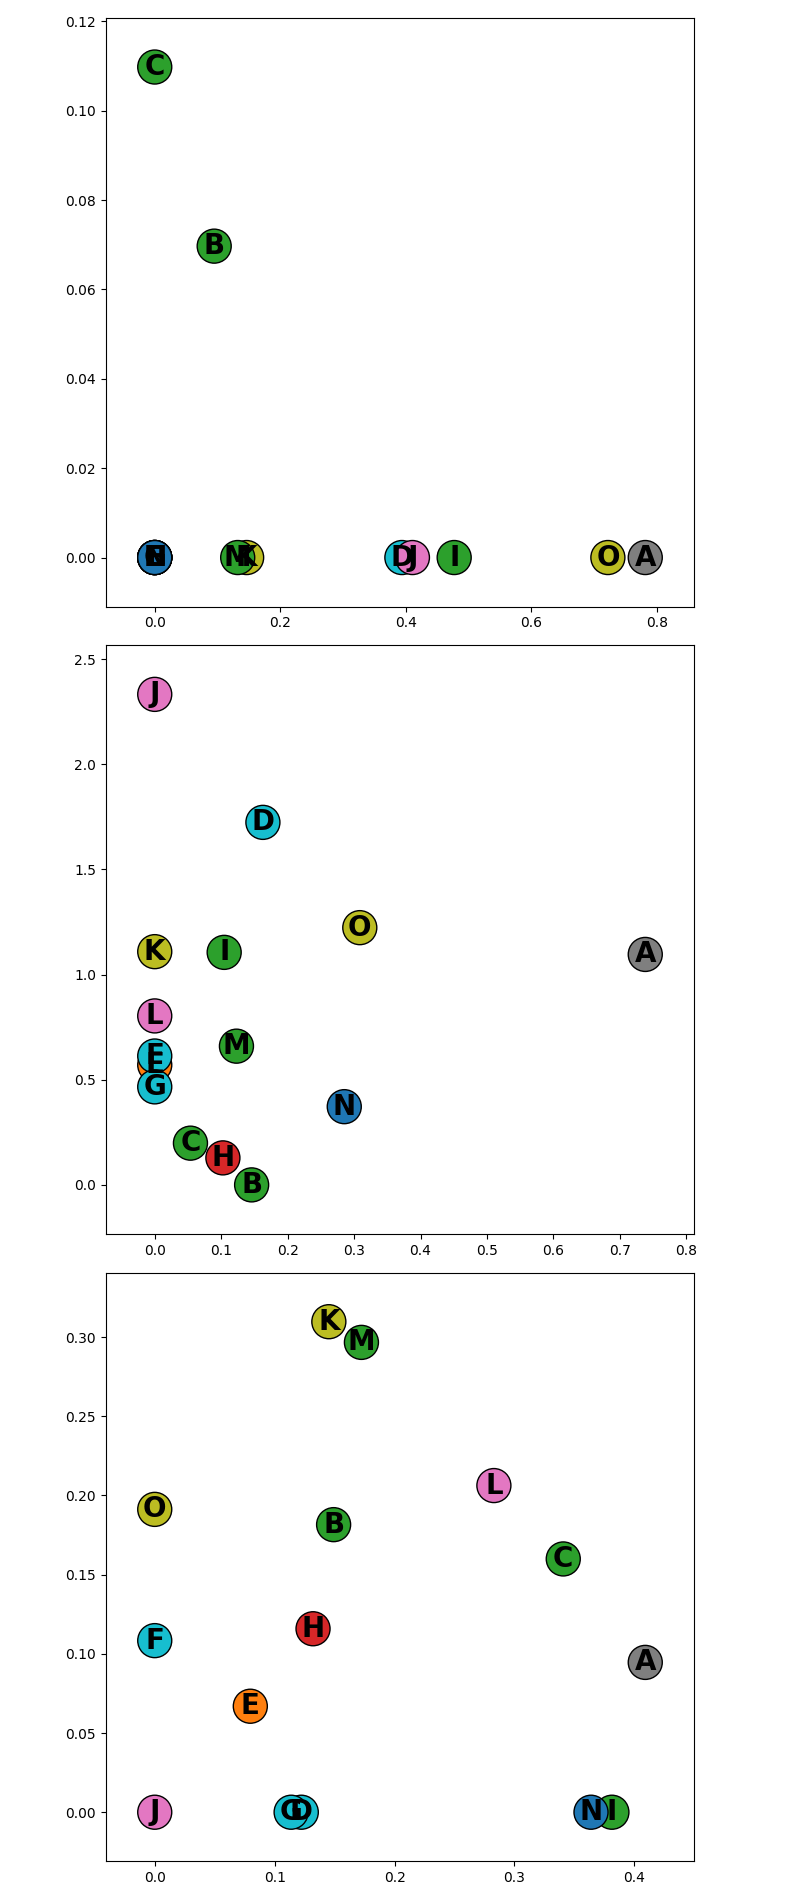 0.12
C
0.10
0.08
B
0.06
0.04
0.02
0.00 N M K D J I O A
0.0 0.2 0.4 0.6 0.8
2.5
J
2.0
D
1.5
O
K I A
1.0
L
M
E
0.5 G N
C H
0.0 B
0.0 0.1 0.2 0.3 0.4 0.5 0.6 0.7 0.8
K
0.30 M
0.25
L
0.20
O
B
0.15 C
H
F
0.10 A
E
0.05
0.00 J G D N I
0.0 0.1 0.2 0.3 0.4